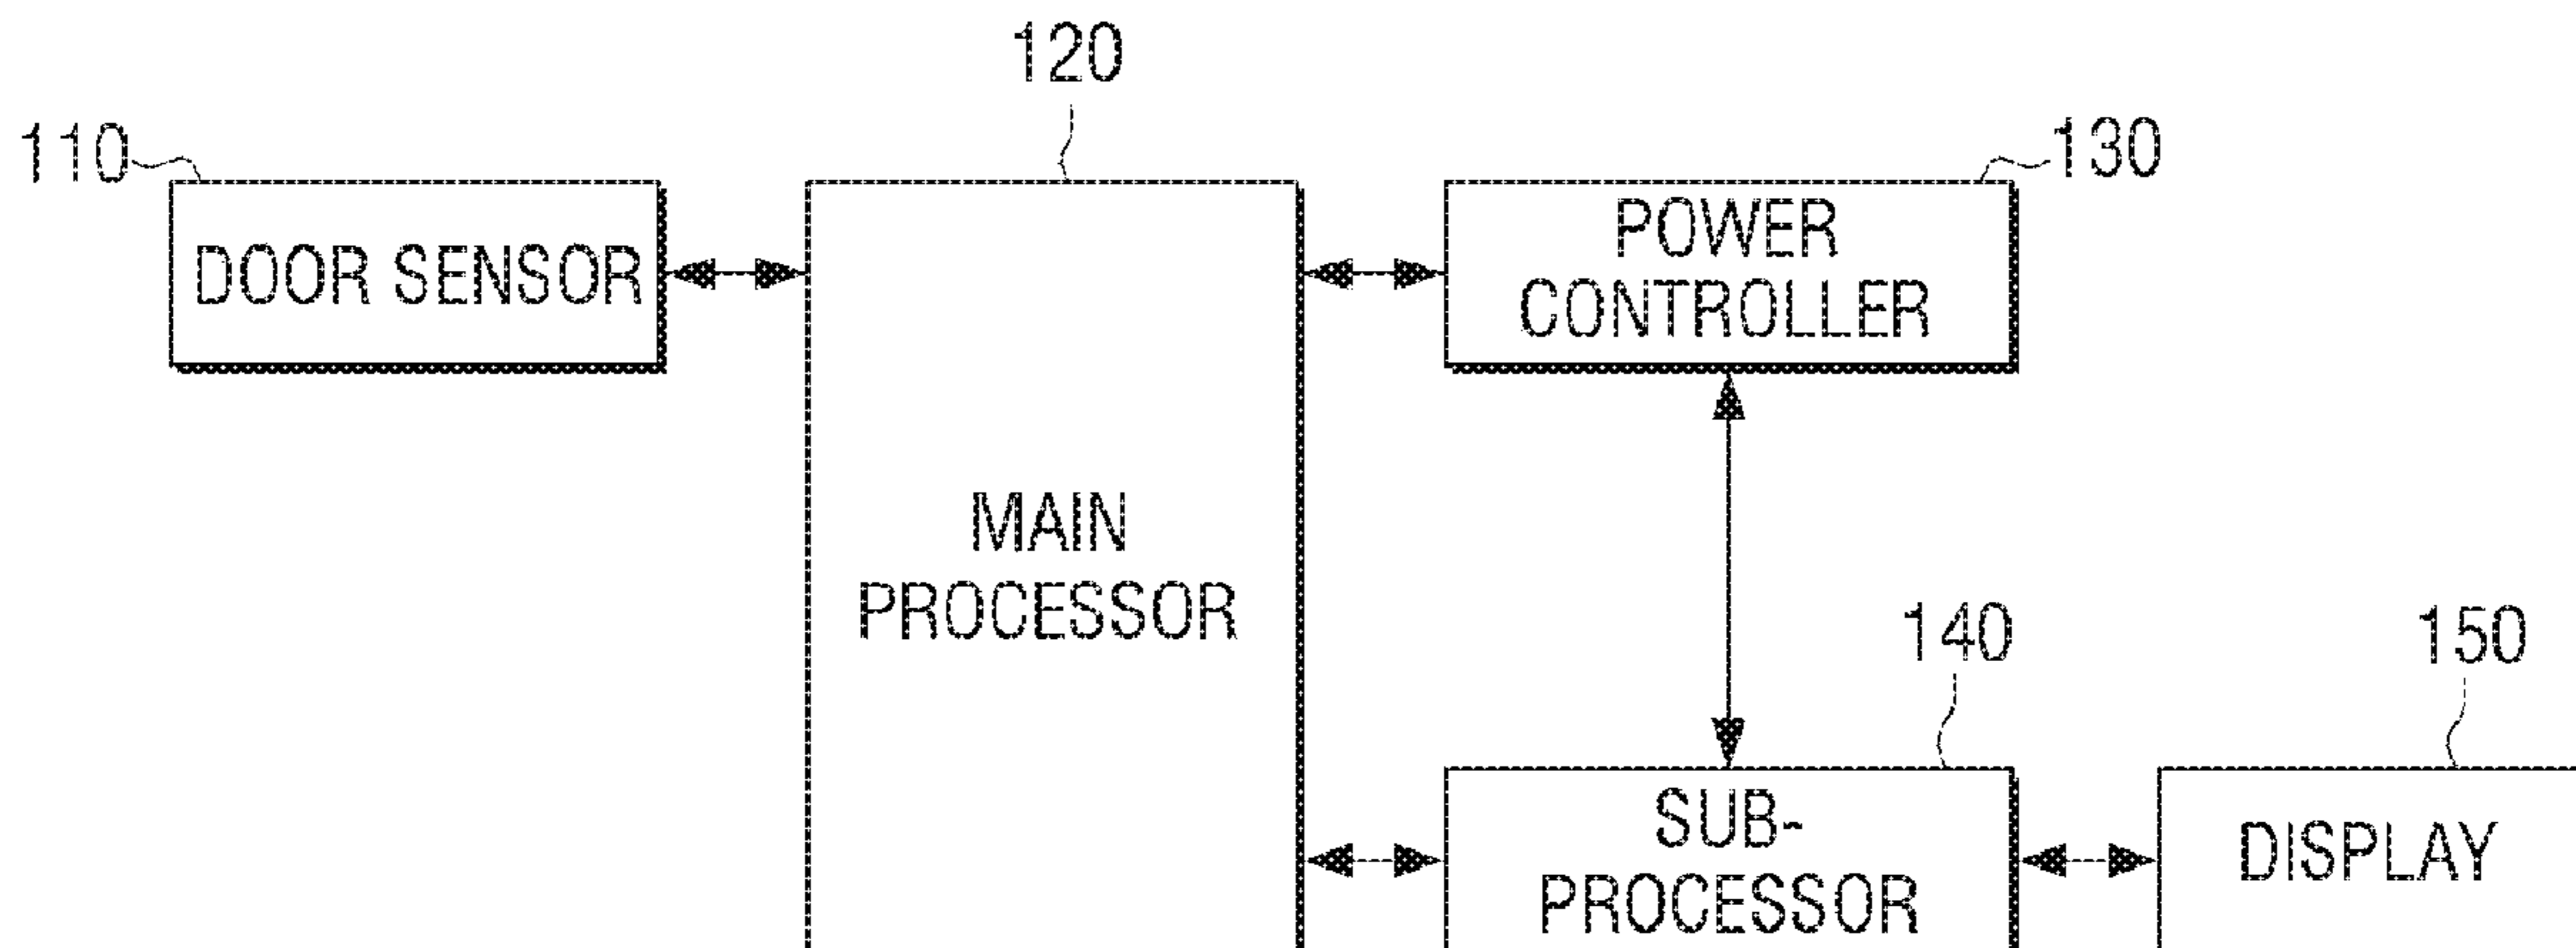 120
110
130
DOOR SENSOR
POWER
CONTROLLER
MAIN
PROCESSOR
140
150
SUB-
PROCESSOR
DISPLAY